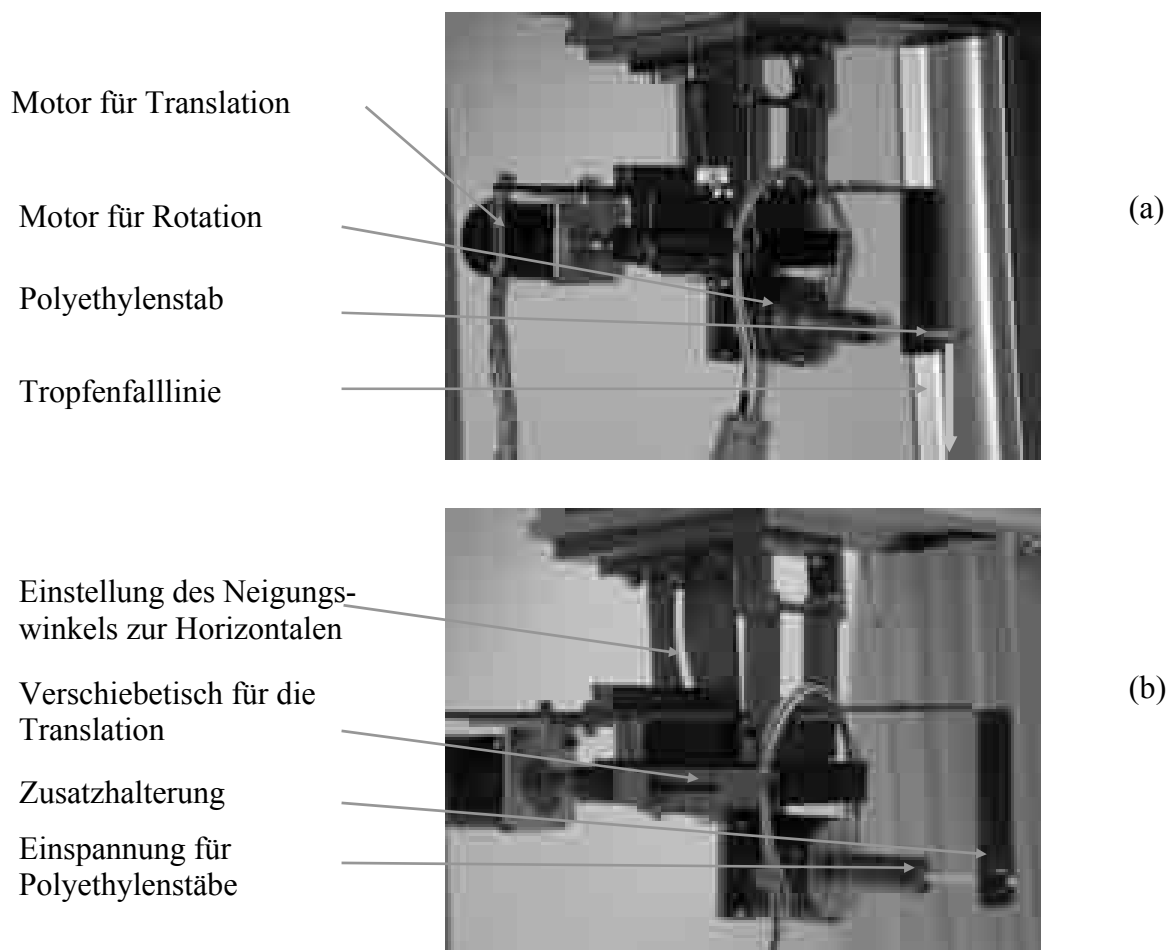 Motor für Translation
Motor für Rotation
Polyethylenstab
Tropfenfalllinie
(a)
Einstellung des Neigungs-
winkels zur Horizontalen
Verschiebetisch für die
Translation
Zusatzhalterung
Einspannung für
Polyethylenstäbe
(b)